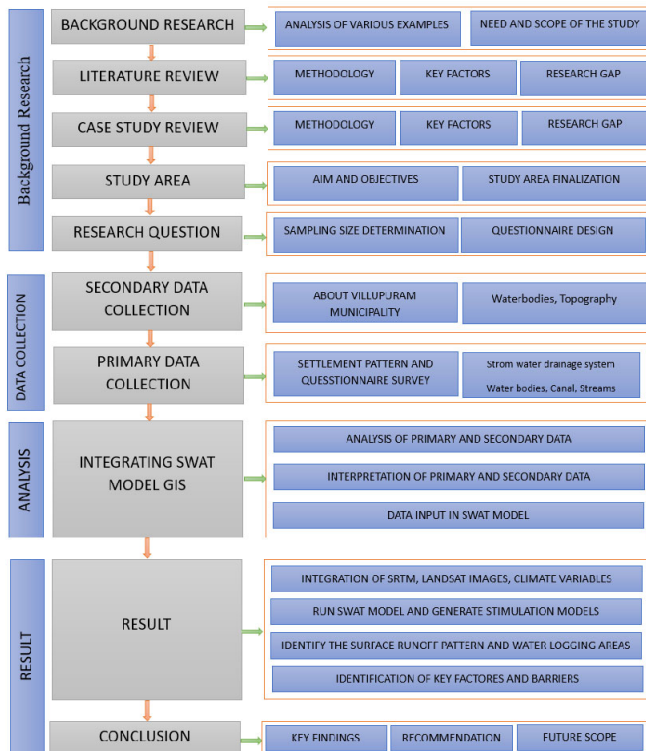 Background Research
BACKGROUND RESEARCH
ANALYSIS OF VARIOUS EXAMPLES
NEED AND SCOPE OF THE STUDY
LITERATURE REVIEW
METHODOLOGY
KEY FACTORS
RESEARCH GAP
CASE STUDY REVIEW
METHODOLOGY
KEY FACTORS
RESEARCH GAP
STUDY AREA
AIM AND OBJECTIVES
STUDY AREA FINALIZATION
RESEARCH QUESTION
SAMPLING SIZE DETERMINATION
QUESTIONNAIRE DESIGN
DATA COLLECTION
SECONDARY DATA
COLLECTION
ABOUT VILLUPURAM
MUNICIPALITY
Waterbodies, Topography
PRIMARY DATA
COLLECTION
SETTLEMENT PATTERN AND
QUESSTIONNAIRE SURVEY
Strom water drainage system
Water bodies, Canal, Streams
ANALYSIS
INTEGRATING SWAT
MODEL GIS
ANALYSIS OF PRIMARY AND SECONDARY DATA
INTERPRETATION OF PRIMARY AND SECONDARY DATA
DATA INPUT IN SWAT MODEL
RESULT
RESULT
INTEGRATION OF SRTM, LANDSAT IMAGES, CLIMATE VARIABLES
RUN SWAT MODEL AND GENERATE STIMULATION MODELS
IDENTIFY THE SURFACE RUNOFF PATTERN AND WATER LOGGING AREAS
IDENTIFICATION OF KEY FACTORES AND BARRIERS
CONCLUSION
KEY FINDINGS
RECOMMENDATION
FUTURE SCOPE